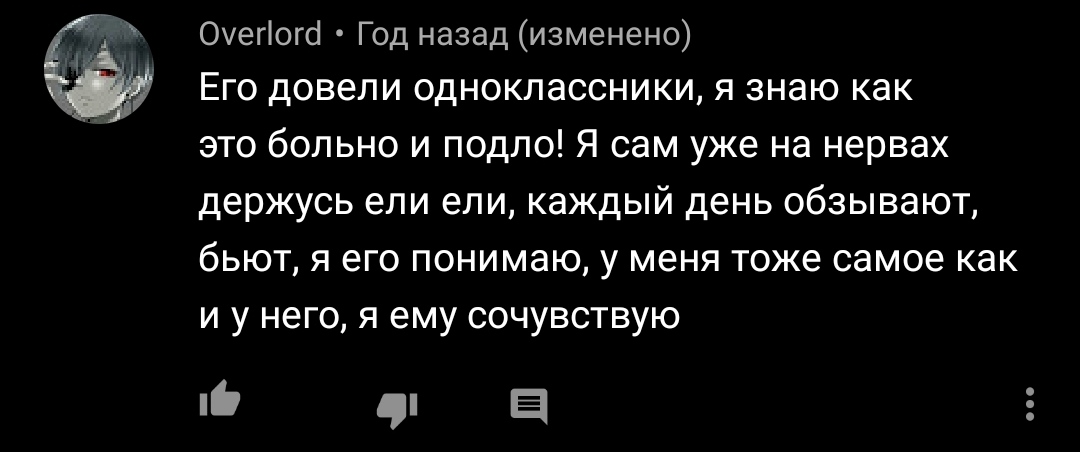 Overlord • Год назад (изменено)
Его довели одноклассники, я знаю как
это больно и подло! Я сам уже на нервах
держусь ели ели, каждый день обзывают,
бьют, я его понимаю, у меня тоже самое как
и у него, я ему сочувствую